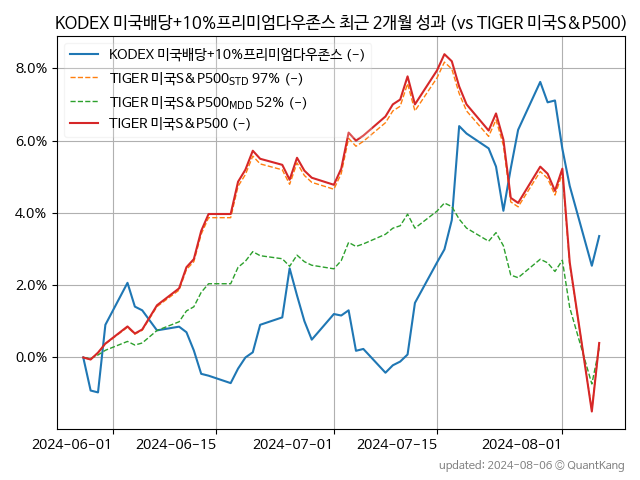 KODEX 미국배당+10%프리미엄다우존스 최근 2개월 성과 (vs TIGER 미국S&P500)
KODEX 미국배당+10%프리미엄다우존스 (-)
TIGER 미국S&P500STD 97% (-)
TIGER 미국S&P500MDD 52% (-)
TIGER 미국S&P500 (-)
8.0%
6.0%
4.0%
2.0%
0.0%
2024-06-01 2024-06-15 2024-07-01 2024-07-15 2024-08-01
updated: 2024-08-06 © QuantKang